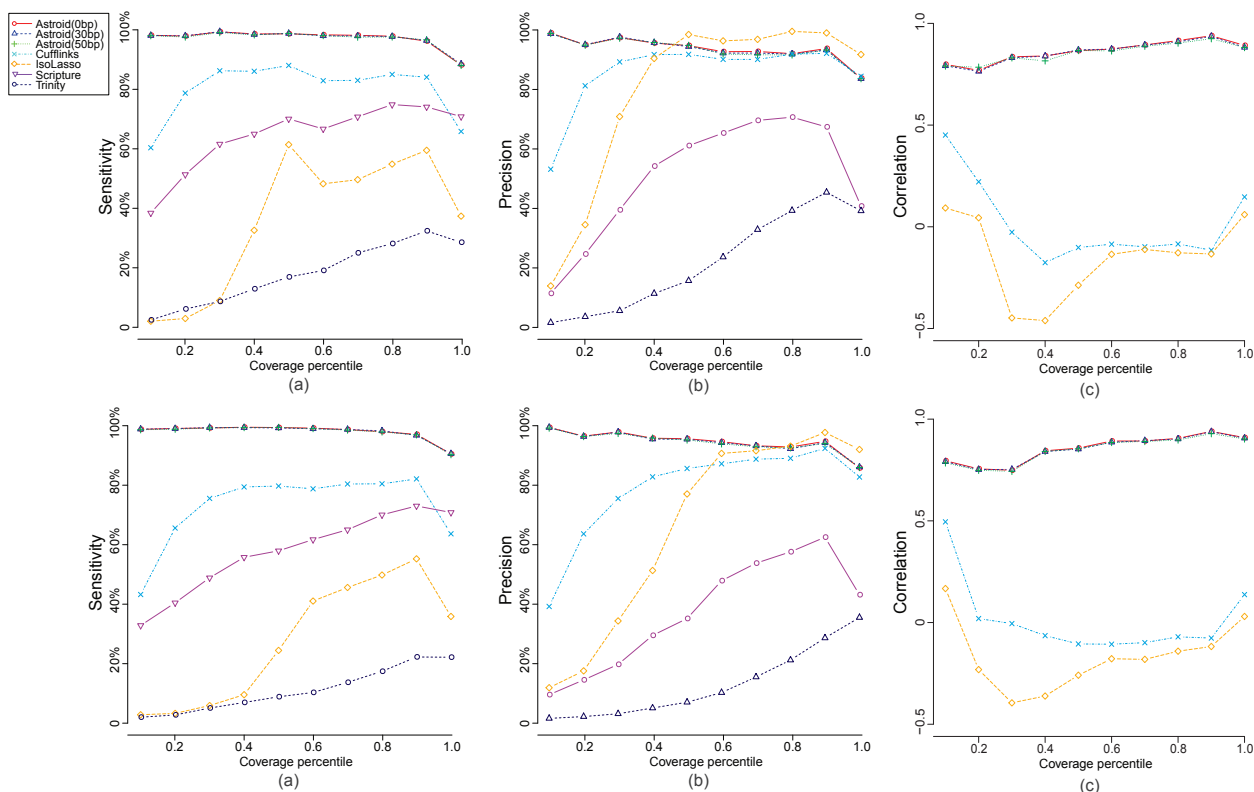 Astroid(0bp)
Astroid(30bp)
Astroid(50bp)
Cufflinks
IsoLasso
Scripture
Trinity
100%
80%
60%
40%
20%
0
Sensitivity
0.2 0.4 0.6 0.8 1.0
Coverage percentile
(a)
100%
80%
60%
40%
20%
0
Precision
0.2 0.4 0.6 0.8 1.0
Coverage percentile
(b)
1.0
0.5
0
−0.5
Correlation
0.2 0.4 0.6 0.8 1.0
Coverage percentile
(c)
100%
80%
60%
40%
20%
0
Sensitivity
0.2 0.4 0.6 0.8 1.0
Coverage percentile
(a)
100%
80%
60%
40%
20%
0
Precision
0.2 0.4 0.6 0.8 1.0
Coverage percentile
(b)
1.0
0.5
0
−0.5
Correlation
0.2 0.4 0.6 0.8 1.0
Coverage percentile
(c)